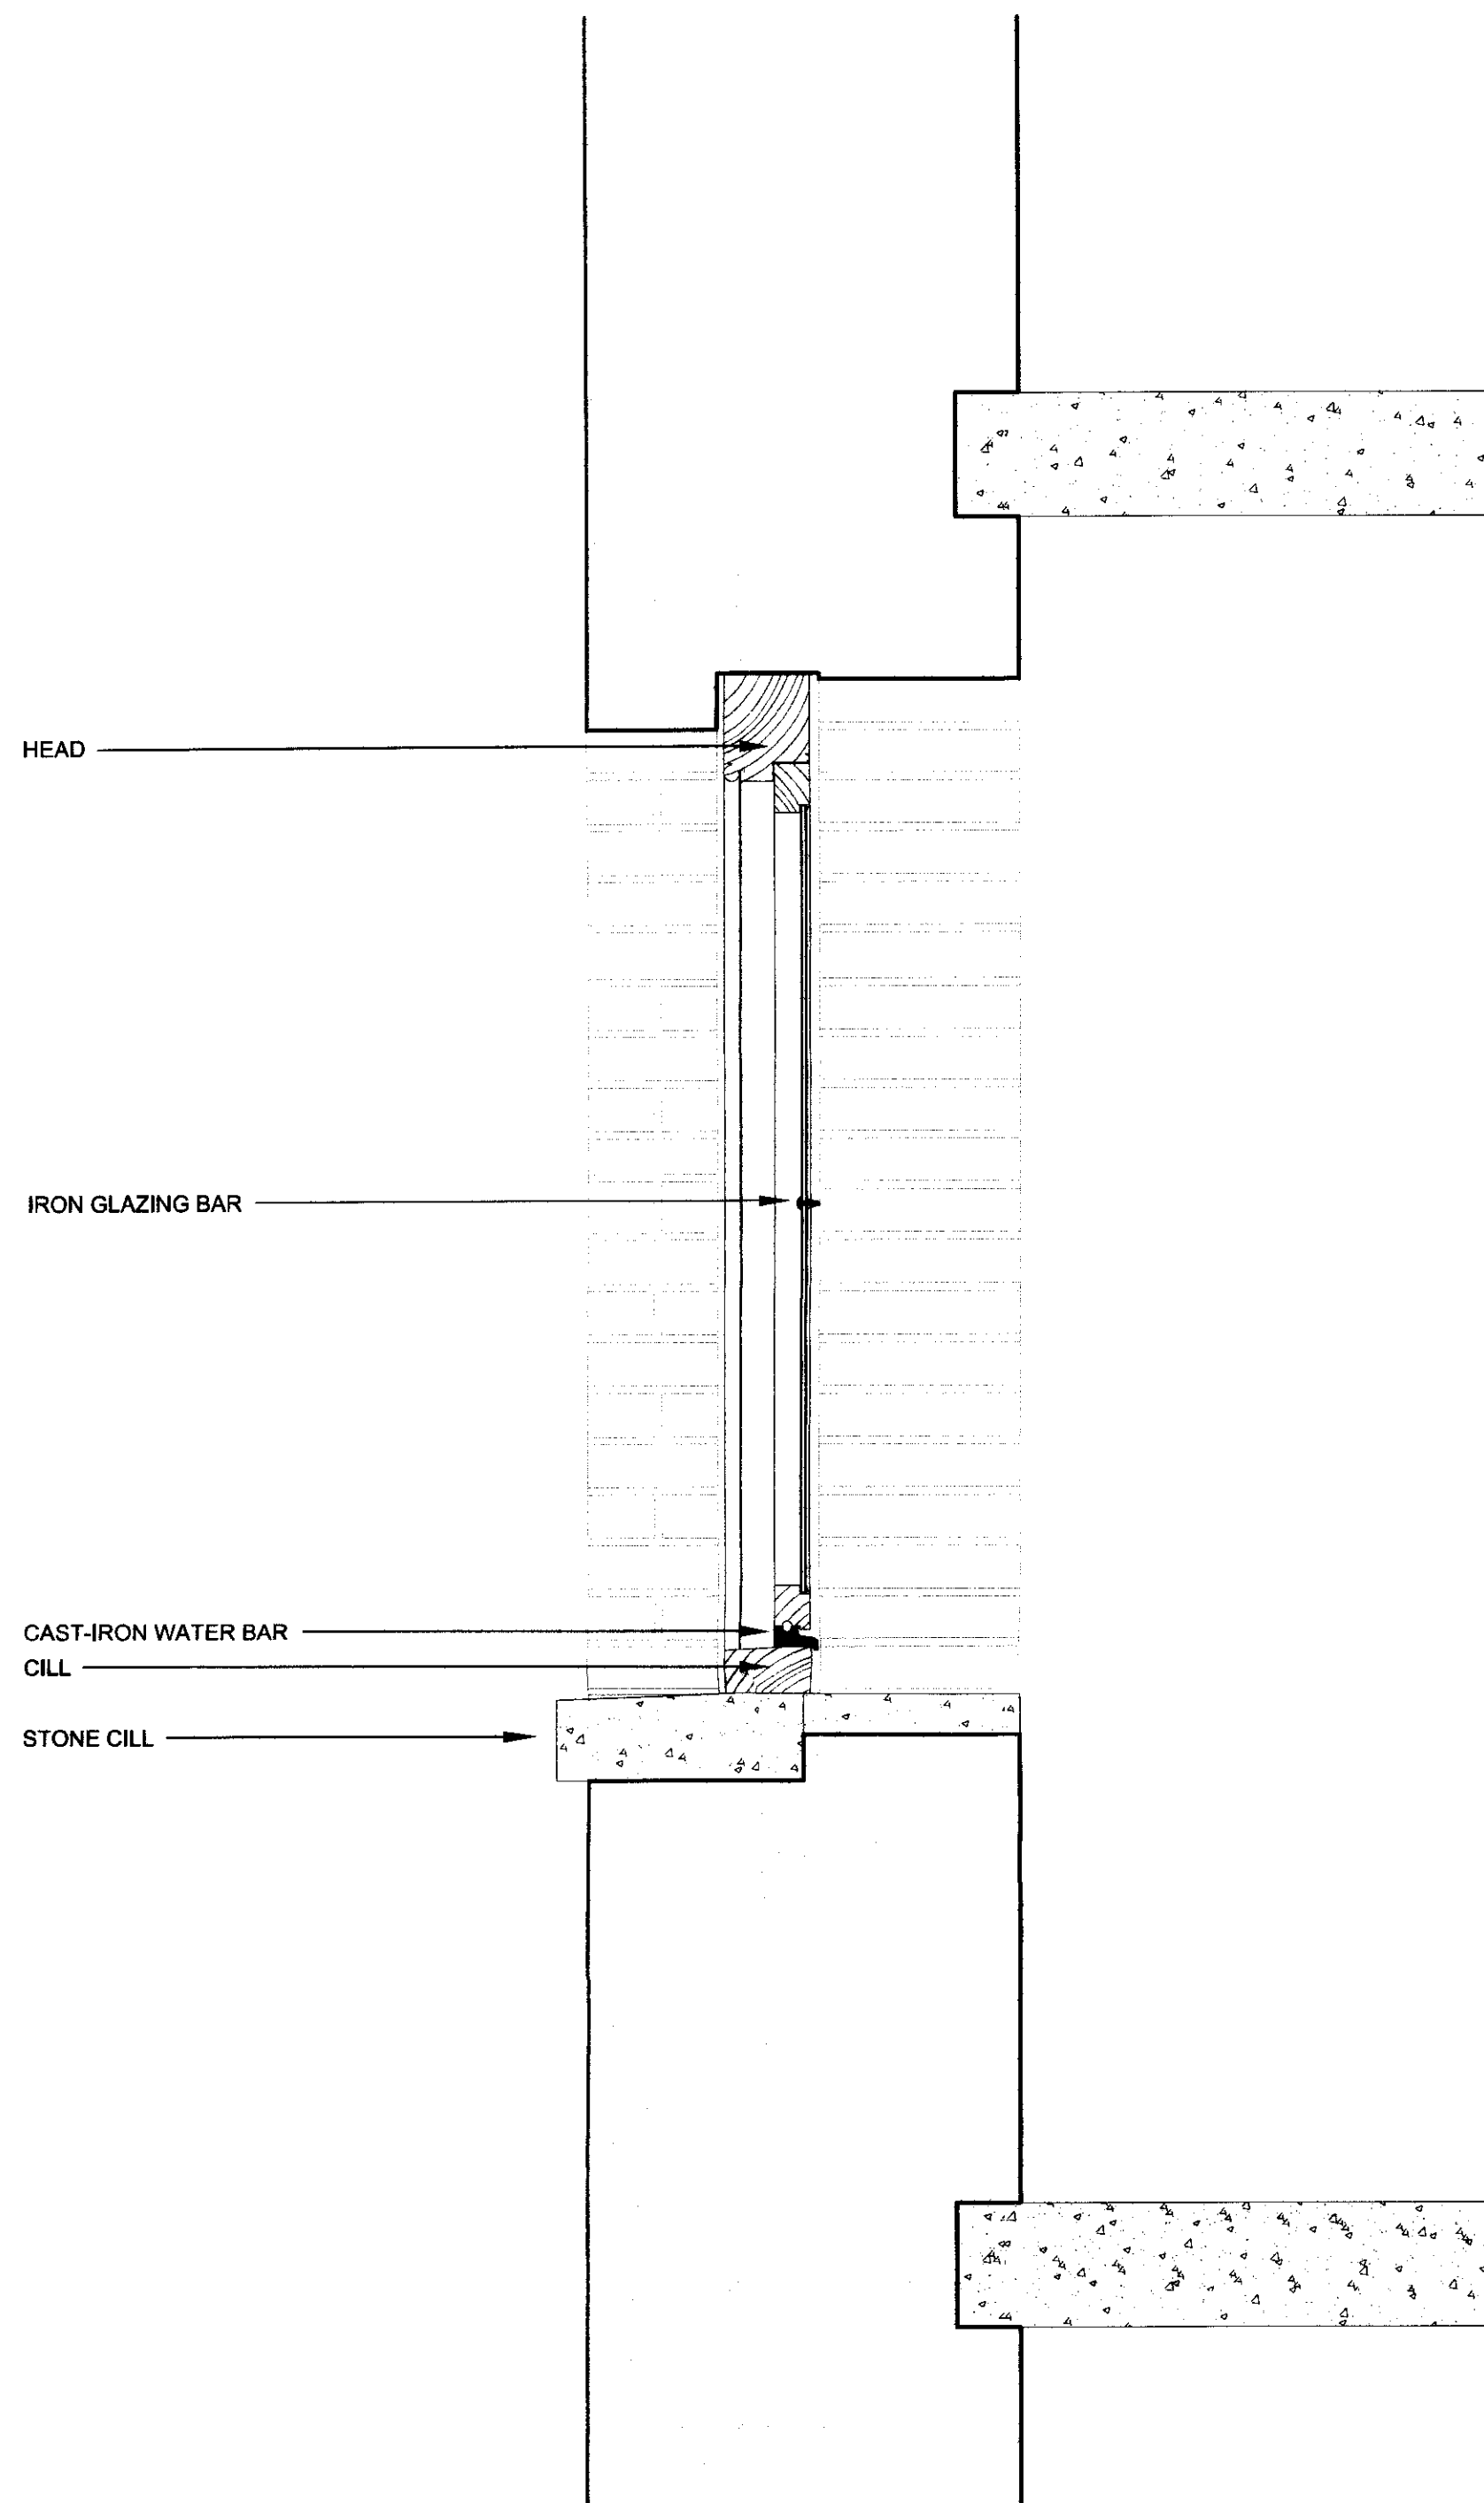 HEAD
IRON GLAZING BAR
CAST-IRON WATER BAR
CILL
STONE CILL